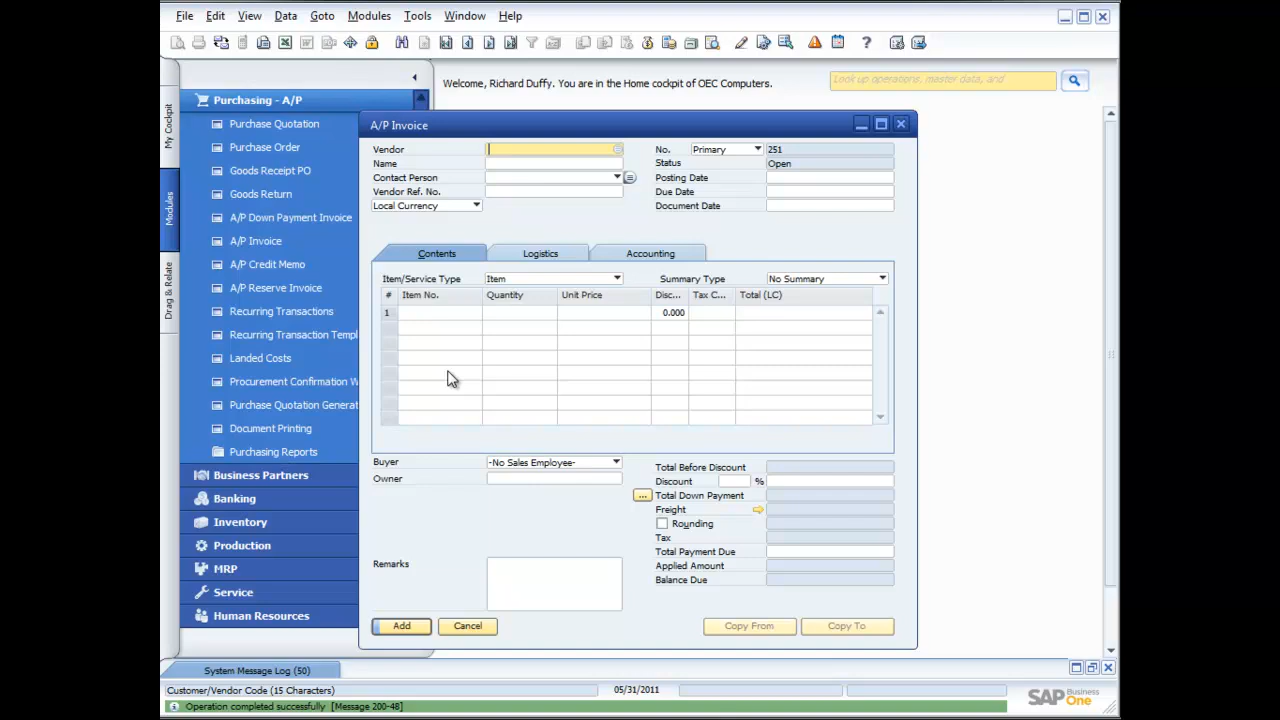 File Edit View Data Goto Modules Tools Window Help
Welcome, Richard Duffy. You are in the Home cockpit of OEC Computers.
Look up operations, master data, and
My Cockpit
Modules
Drag & Relate
Purchasing - A/P
Purchase Quotation
Purchase Order
Goods Receipt PO
Goods Return
A/P Down Payment Invoice
A/P Invoice
A/P Credit Memo
A/P Reserve Invoice
Recurring Transactions
Recurring Transaction Templ
Landed Costs
Procurement Confirmation W
Purchase Quotation Generat
Document Printing
Purchasing Reports
Business Partners
Banking
Inventory
Production
MRP
Service
Human Resources
A/P Invoice
Vendor
Name
Contact Person
Vendor Ref. No.
Local Currency
No. Primary 251
Status Open
Posting Date
Due Date
Document Date
Contents Logistics Accounting
Item/Service Type Item Summary Type No Summary
# Item No. Quantity Unit Price Disc... Tax C... Total (LC)
1 0.000
Buyer -No Sales Employee-
Owner
Remarks
Total Before Discount
Discount %
... Total Down Payment
Freight
Rounding
Tax
Total Payment Due
Applied Amount
Balance Due
Add Cancel Copy From Copy To
System Message Log (50)
Customer/Vendor Code (15 Characters) 05/31/2011
Operation completed successfully [Message 200-48]
SAP Business One